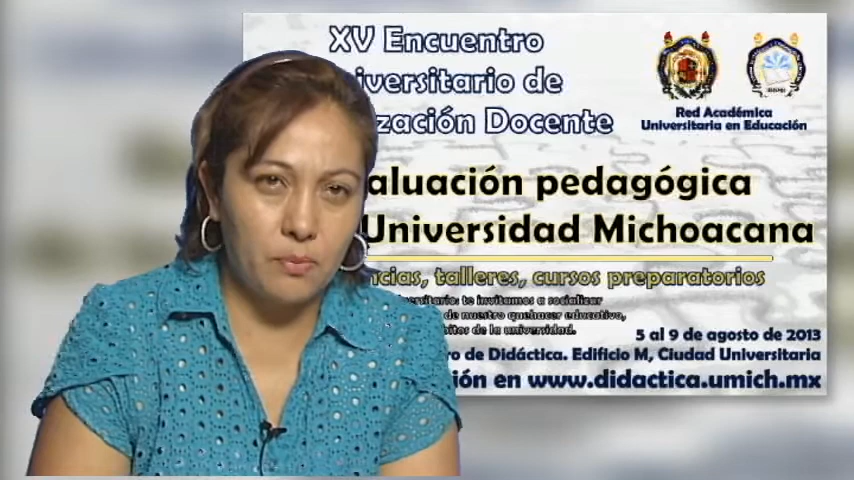 XV Encuentro
iversitario de
zación Docente
Red Académica
Universitaria en Educación
aluación pedagógica
Universidad Michoacana
ncias, talleres, cursos preparatorios
ersitario: te invitamos a socializar
de nuestro quehacer educativo,
bitos de la universidad.
5 al 9 de agosto de 2013
ro de Didáctica. Edificio M, Ciudad Universitaria
ión en www.didactica.umich.mx